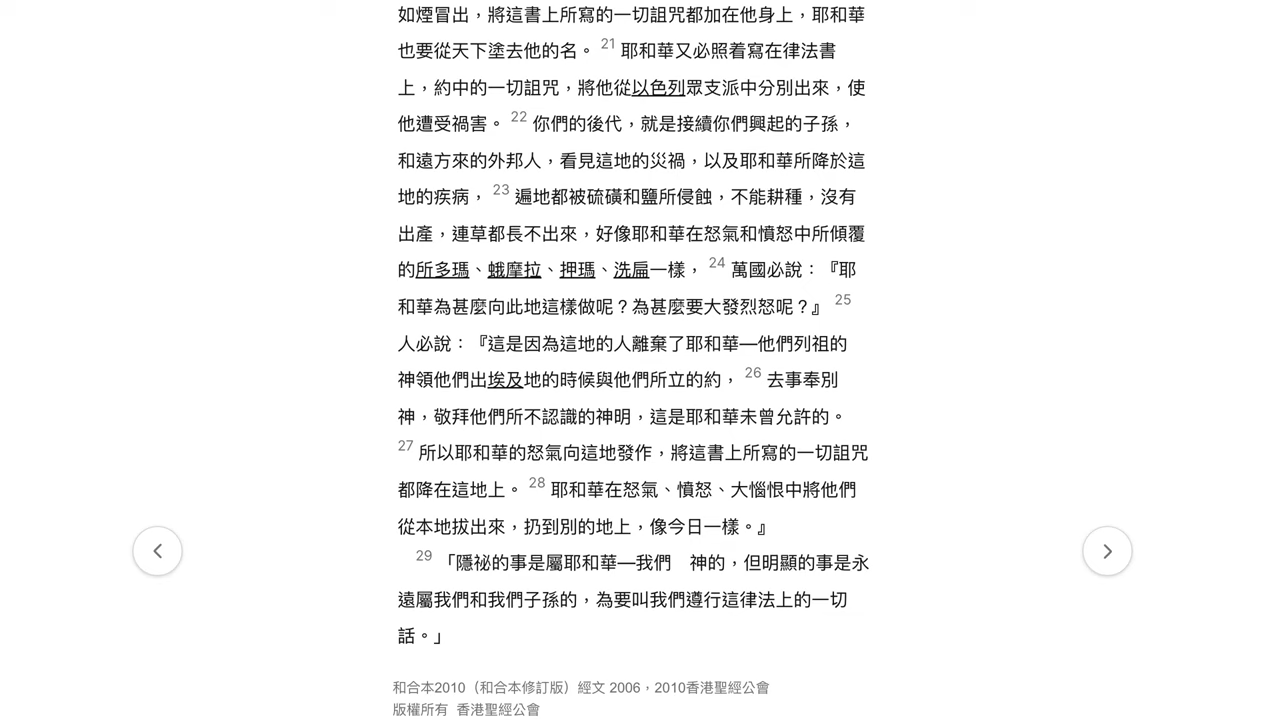 如煙冒出，將這書上所寫的一切詛咒都加在他身上，耶和華
也要從天下塗去他的名。 21 耶和華又必照着寫在律法書
上，約中的一切詛咒，將他從以色列眾支派中分別出來，使
他遭受禍害。 22 你們的後代，就是接續你們興起的子孫，
和遠方來的外邦人，看見這地的災禍，以及耶和華所降於這
地的疾病， 23 遍地都被硫磺和鹽所侵蝕，不能耕種，沒有
出產，連草都長不出來，好像耶和華在怒氣和憤怒中所傾覆
的所多瑪、蛾摩拉、押瑪、洗扁一樣， 24 萬國必說：『耶
和華為甚麼向此地這樣做呢？為甚麼要大發烈怒呢？』 25
人必說：『這是因為這地的人離棄了耶和華—他們列祖的
神領他們出埃及地的時候與他們所立的約， 26 去事奉別
神，敬拜他們所不認識的神明，這是耶和華未曾允許的。
27 所以耶和華的怒氣向這地發作，將這書上所寫的一切詛咒
都降在這地上。 28 耶和華在怒氣、憤怒、大惱恨中將他們
從本地拔出來，扔到別的地上，像今日一樣。』
29 「隱祕的事是屬耶和華—我們　神的，但明顯的事是永
遠屬我們和我們子孫的，為要叫我們遵行這律法上的一切
話。」
和合本2010（和合本修訂版）經文 2006，2010香港聖經公會
版權所有 香港聖經公會